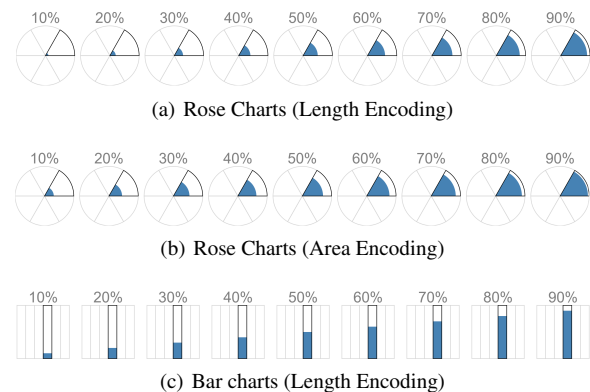 10% 20% 30% 40% 50% 60% 70% 80% 90%
(a) Rose Charts (Length Encoding)
10% 20% 30% 40% 50% 60% 70% 80% 90%
(b) Rose Charts (Area Encoding)
10% 20% 30% 40% 50% 60% 70% 80% 90%
(c) Bar charts (Length Encoding)